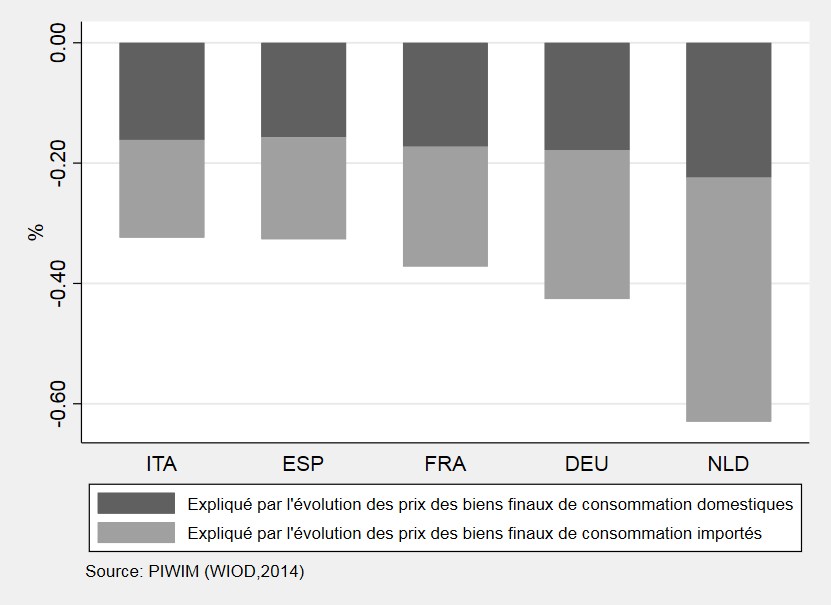 0.00
-0.20
-0.40
-0.60
%
ITA ESP FRA DEU NLD
Expliqué par l'évolution des prix des biens finaux de consommation domestiques
Expliqué par l'évolution des prix des biens finaux de consommation importés
Source: PIWIM (WIOD,2014)